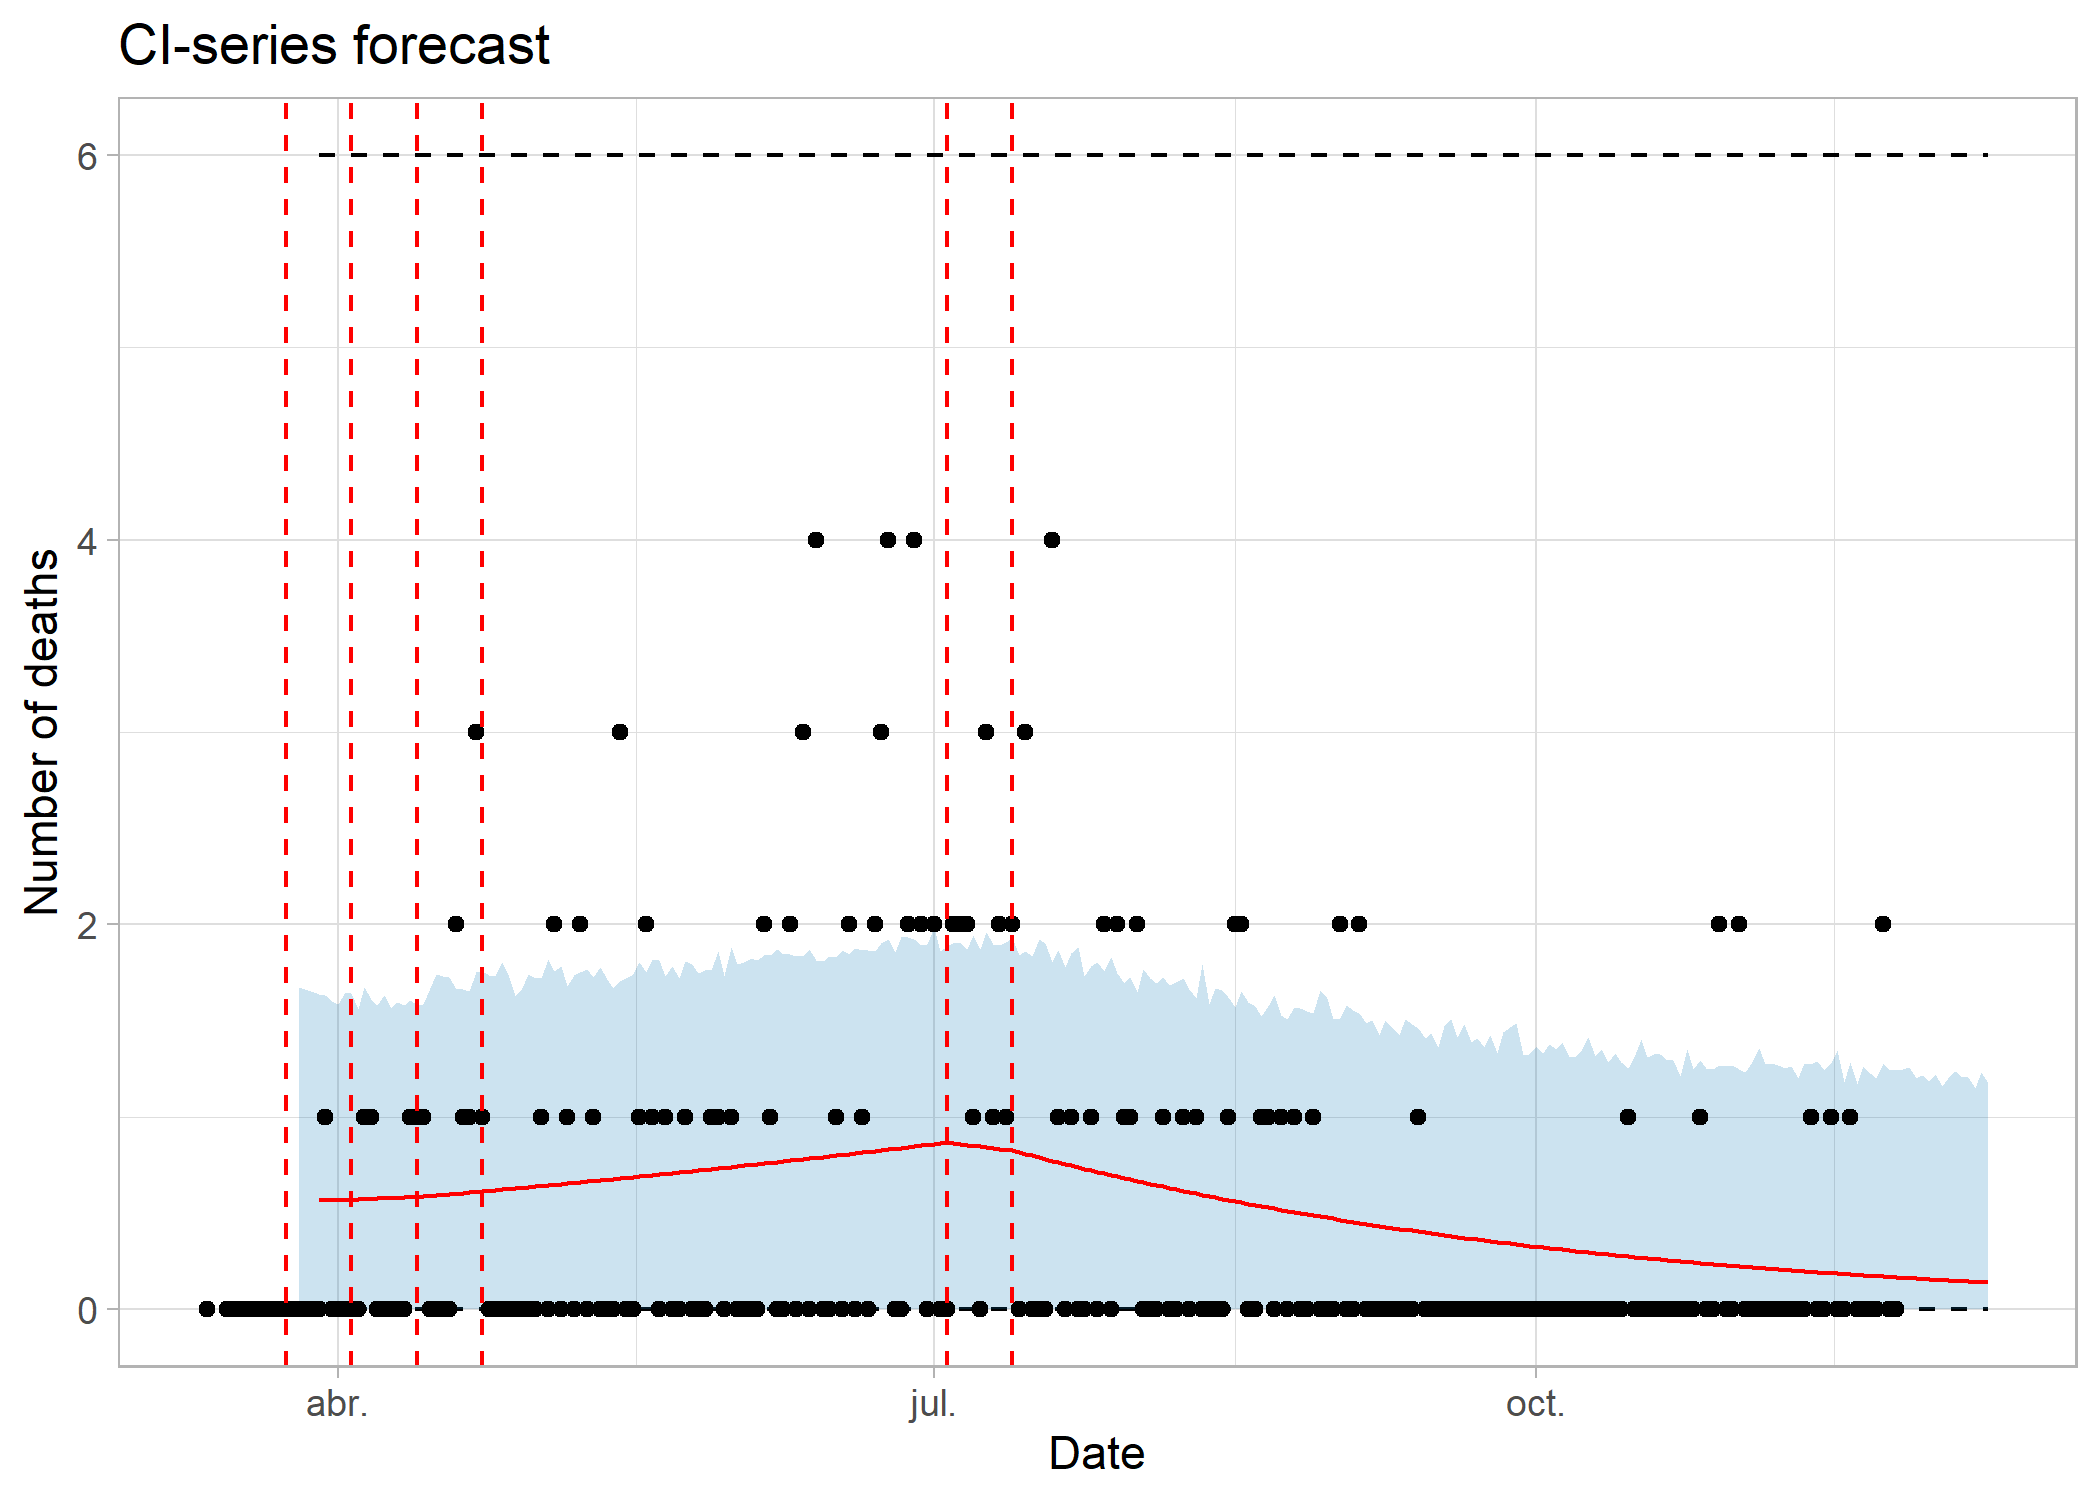 CI-series forecast
6
4
2
0
Number of deaths
abr.
jul.
oct.
Date